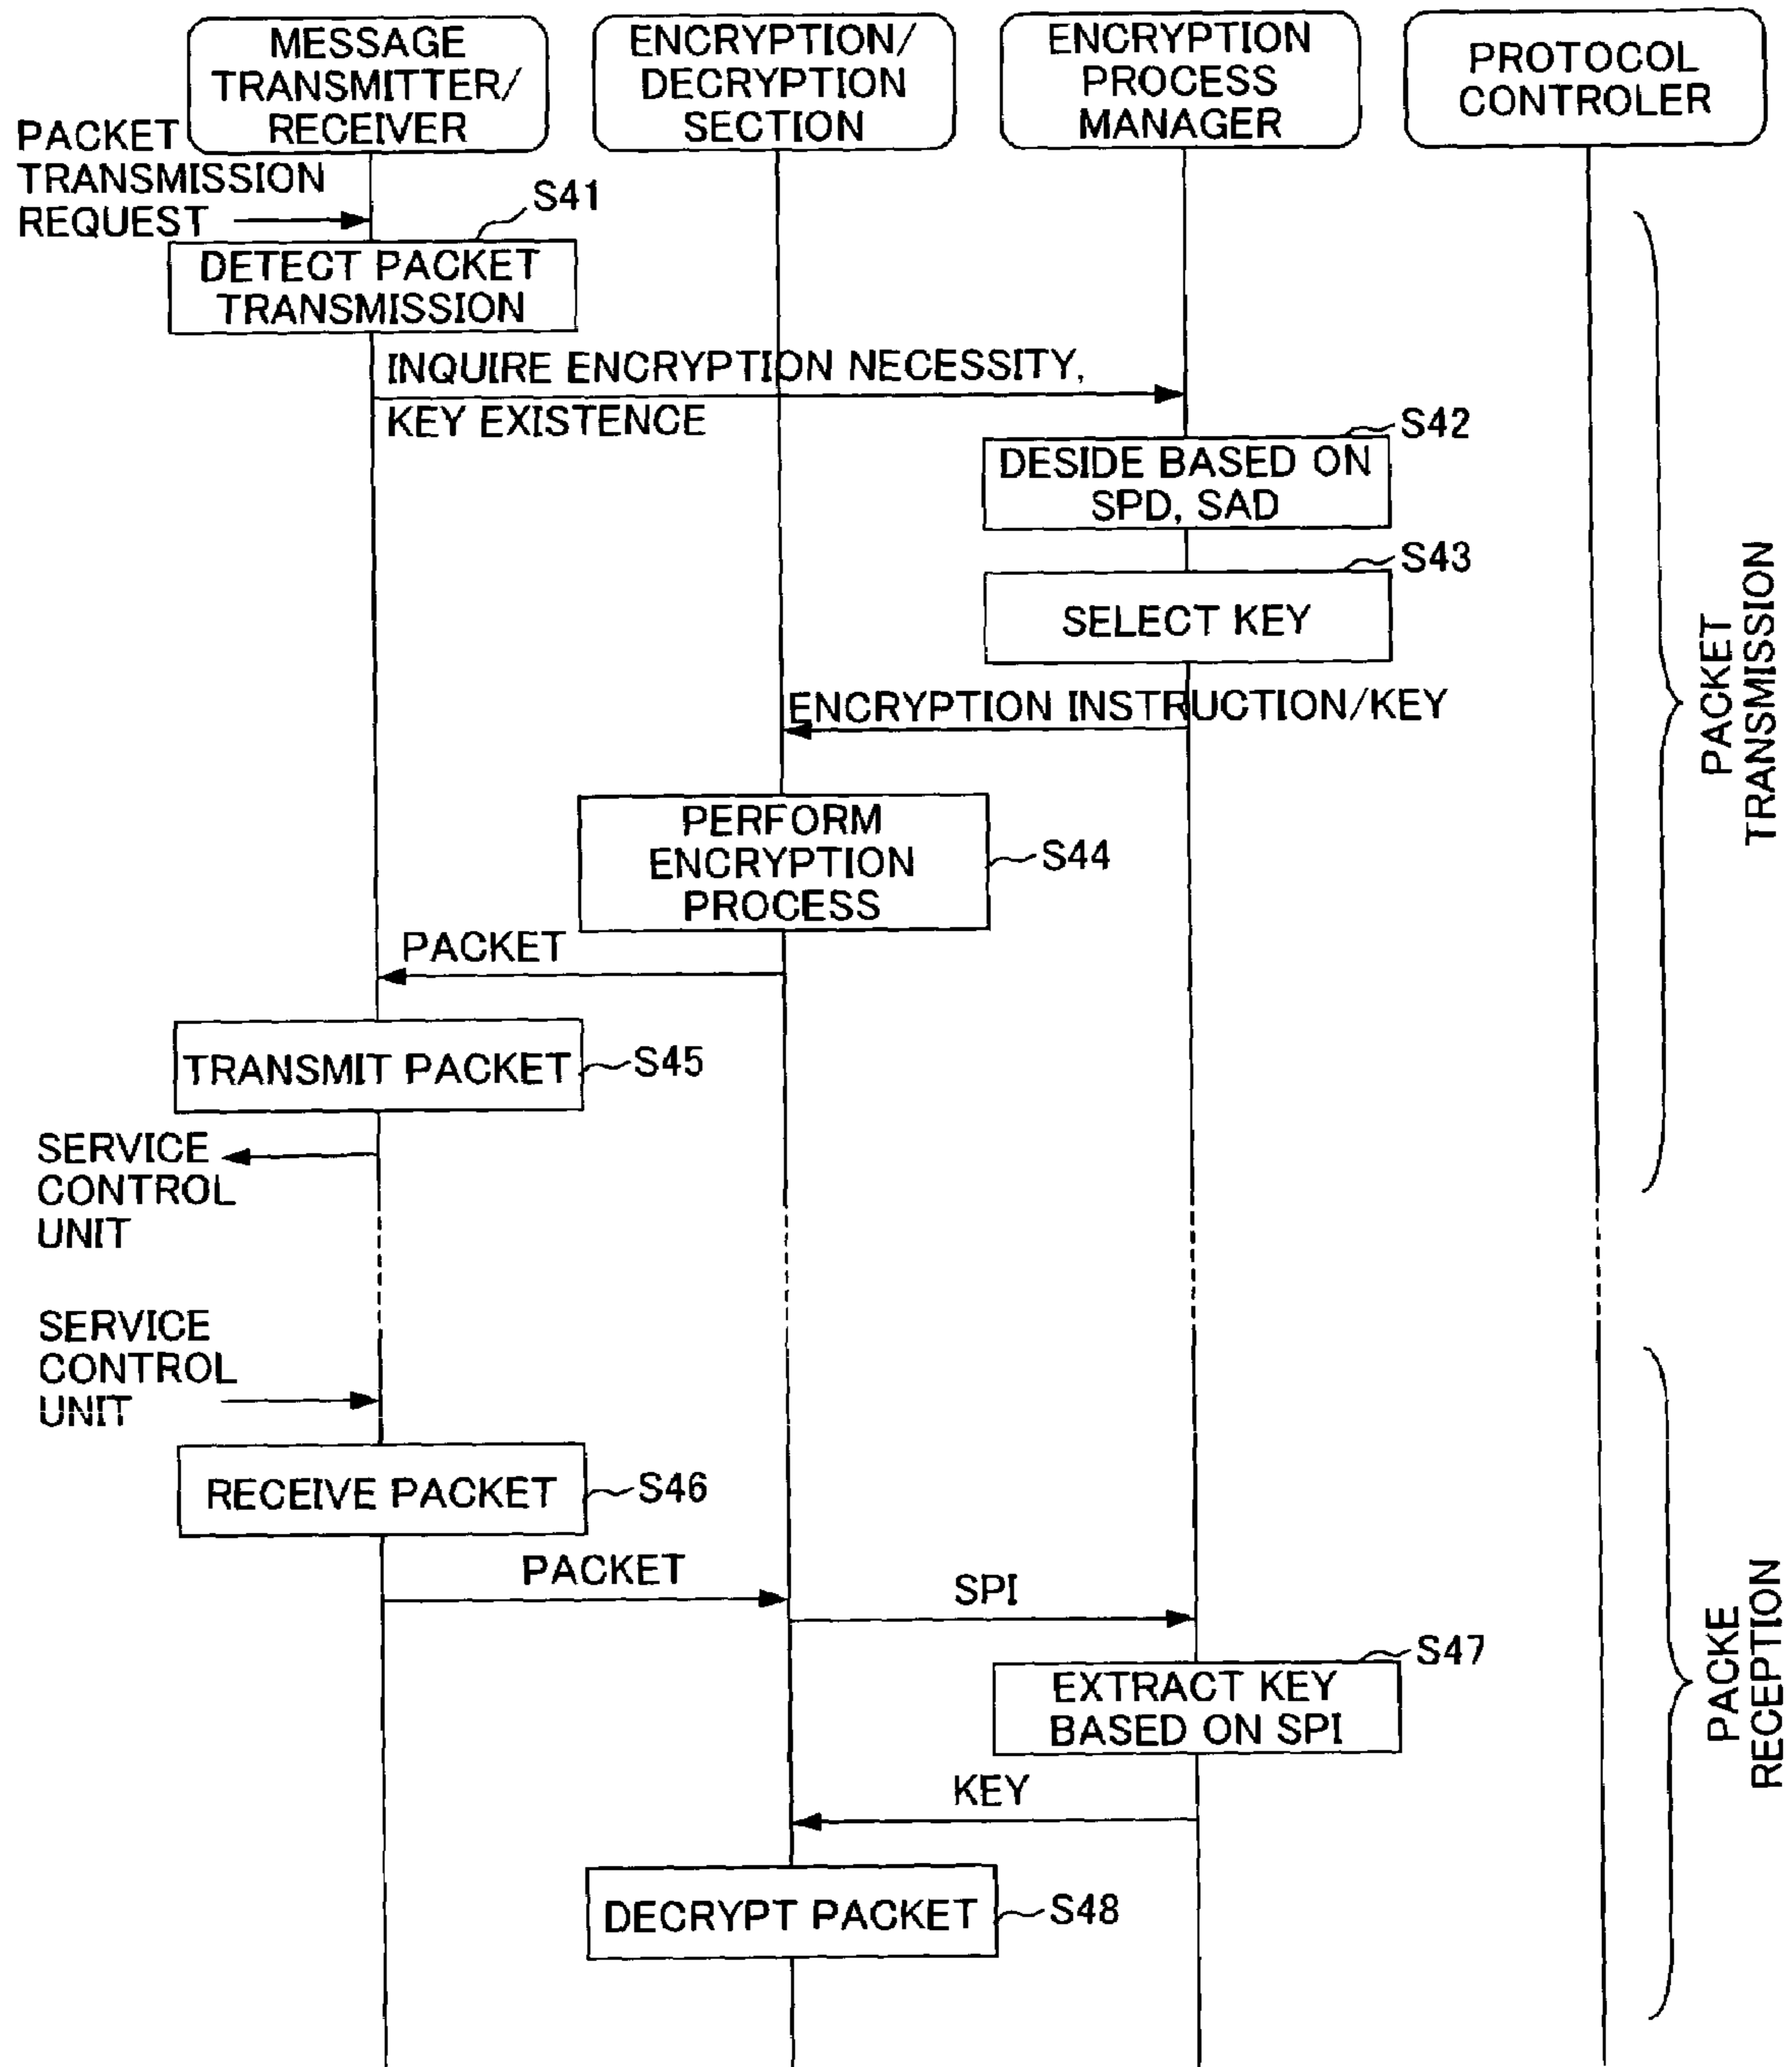 MESSAGE
TRANSMITTER/
RECEIVER
ENCRYPTION/
DECRYPTION
SECTION
ENCRYPTION
PROCESS
MANAGER
PROTOCOL
CONTROLER
PACKET
TRANSMISSION
REQUEST
S41
DETECT PACKET
TRANSMISSION
INQUIRE ENCRYPTION NECESSITY,
KEY EXISTENCE
S42
DESIDE BASED ON
SPD, SAD
S43
SELECT KEY
ENCRYPTION INSTRUCTION/KEY
PERFORM
ENCRYPTION
PROCESS
S44
PACKET
TRANSMIT PACKET
S45
SERVICE
CONTROL
UNIT
PACKET
TRANSMISSION
SERVICE
CONTROL
UNIT
RECEIVE PACKET
S46
PACKET
SPI
S47
EXTRACT KEY
BASED ON SPI
KEY
DECRYPT PACKET
S48
PACKE
RECEPTION